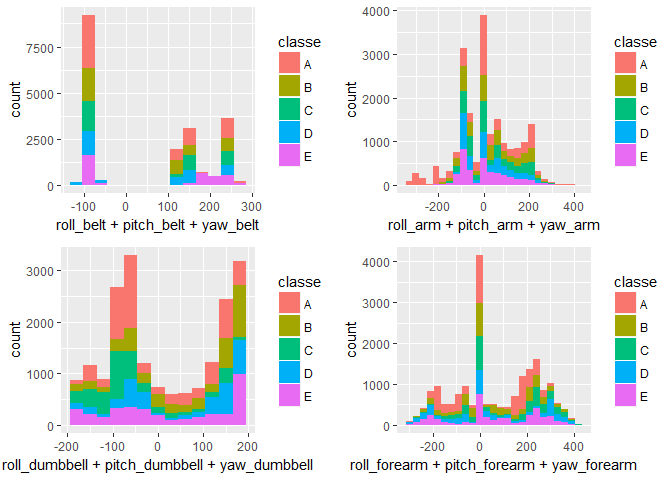 count
7500
5000
2500
0
-100
0
100
200
300
roll_belt + pitch_belt + yaw_belt
classe
A
B
C
D
E
count
4000
3000
2000
1000
0
-200
0
200
400
roll_arm + pitch_arm + yaw_arm
classe
A
B
C
D
E
count
3000
2000
1000
0
-200
-100
0
100
200
roll_dumbbell + pitch_dumbbell + yaw_dumbbell
classe
A
B
C
D
E
count
4000
3000
2000
1000
0
-200
0
200
400
roll_forearm + pitch_forearm + yaw_forearm
classe
A
B
C
D
E